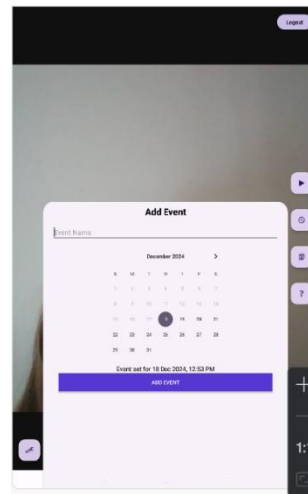 Logout
Add Event
Event Name
December 2024 >
S M T W T F S
1 2 3 4 5 6 7
8 9 10 11 12 13 14
15 16 17 18 19 20 21
22 23 24 25 26 27 28
29 30 31
Event set for 18 Dec 2024, 12:53 PM
ADD EVENT
?
+